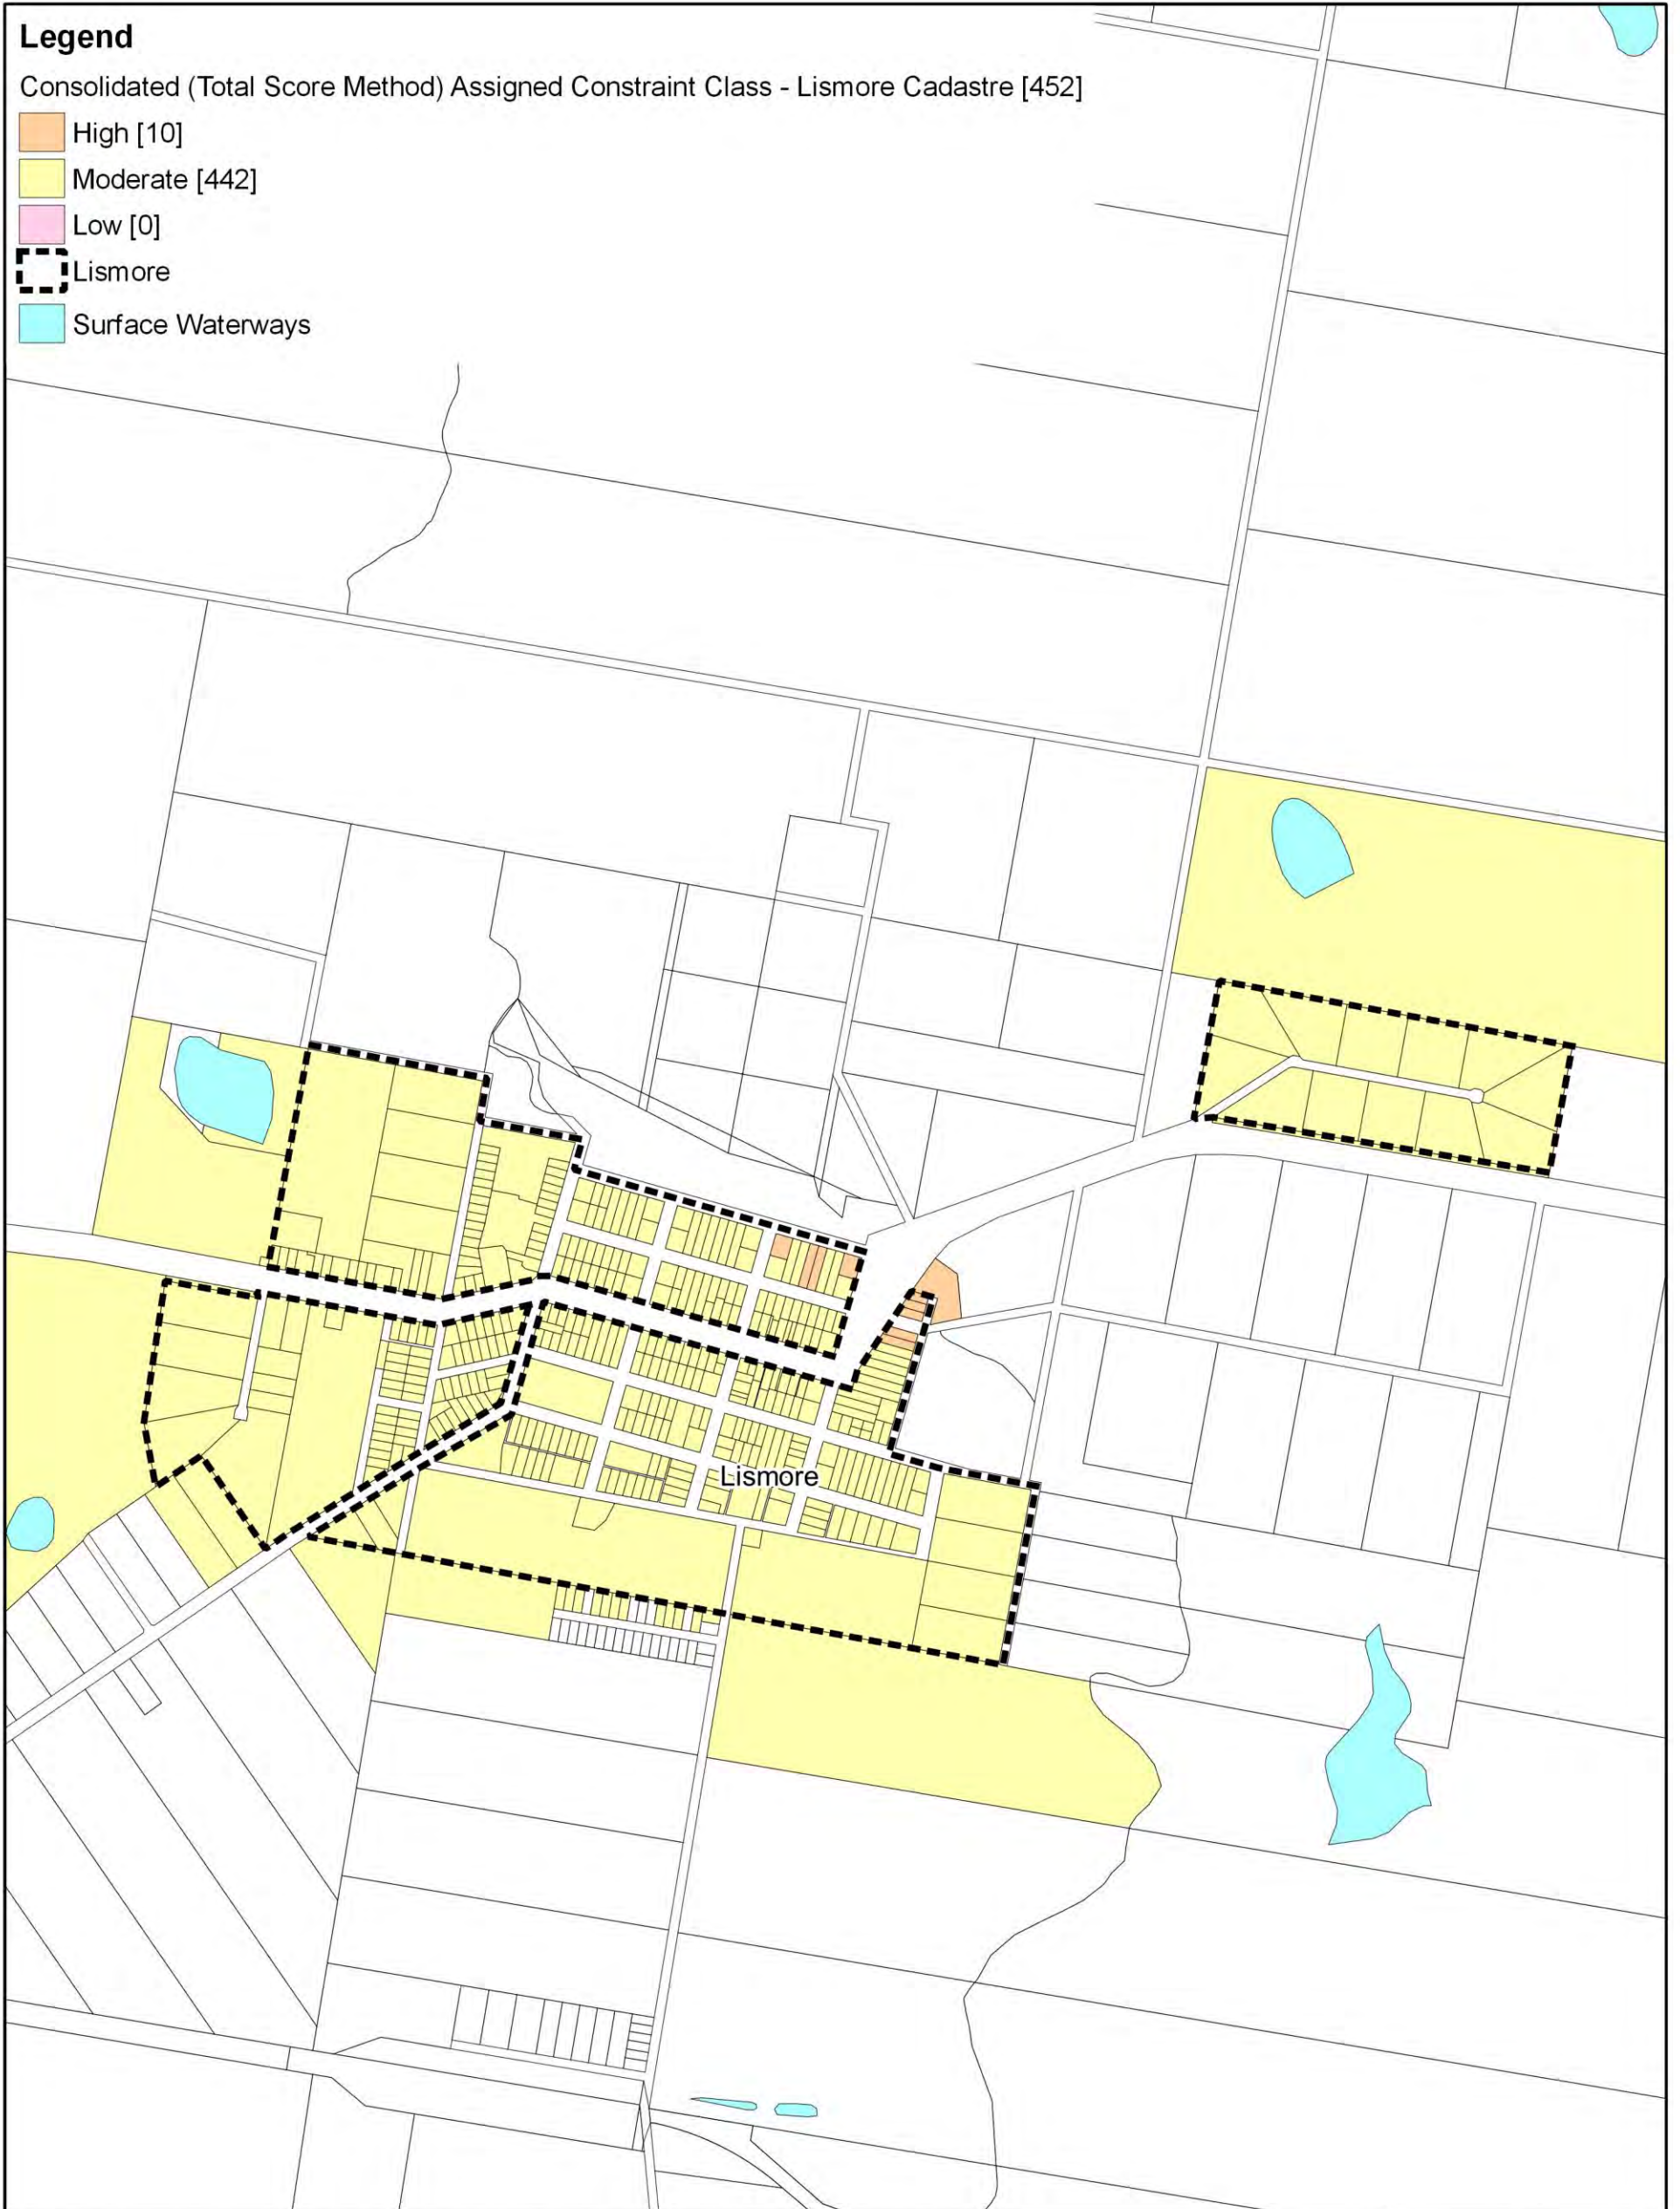 Legend
Consolidated (Total Score Method) Assigned Constraint Class - Lismore Cadastre [452]
High [10]
Moderate [442]
Low [0]
Lismore
Surface Waterways
Lismore